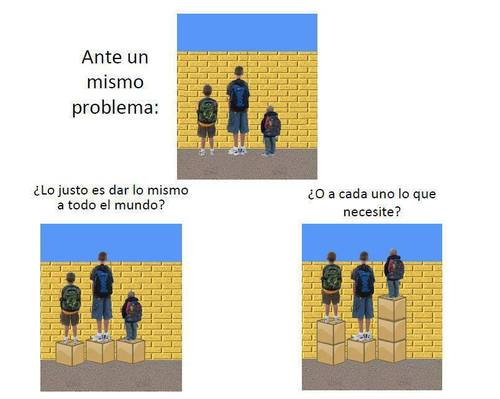 Ante un
mismo
problema:
¿Lo justo es dar lo mismo
a todo el mundo?
¿O a cada uno lo que
necesite?